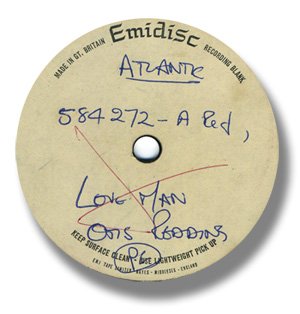 Emidisc
MADE IN GT. BRITAIN
RECORDING BLANK
ATLANTIC
584272 - A Red,
LOVE MAN
OTIS REDDING
KEEP SURFACE CLEAN - USE LIGHTWEIGHT PICK UP
E.M.I TAPE LIMITED HAYES - MIDDLESEX - ENGLAND